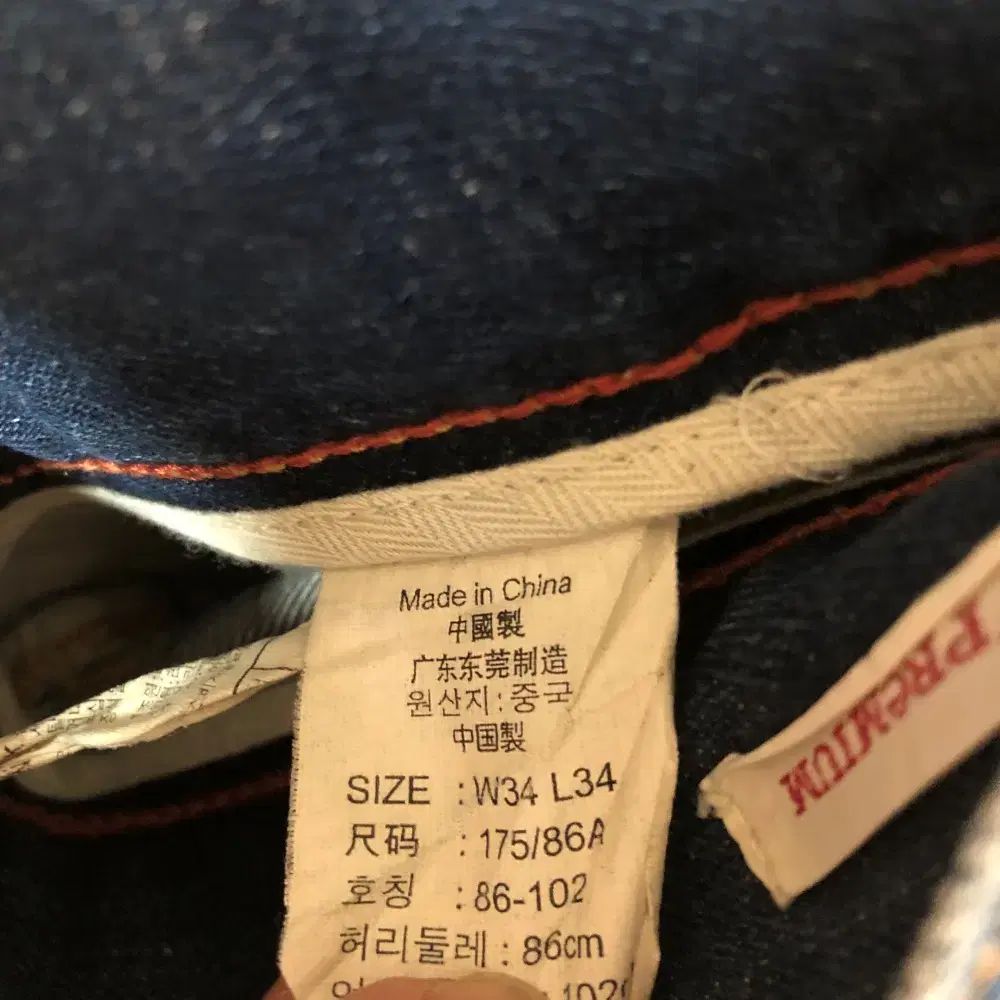 Made in China
中國製
广东东莞制造
원산지:중국
中国製
SIZE : W34 L34
尺码 : 175/86A
호칭 : 86-102
허리둘레 : 86cm
PREMIUM